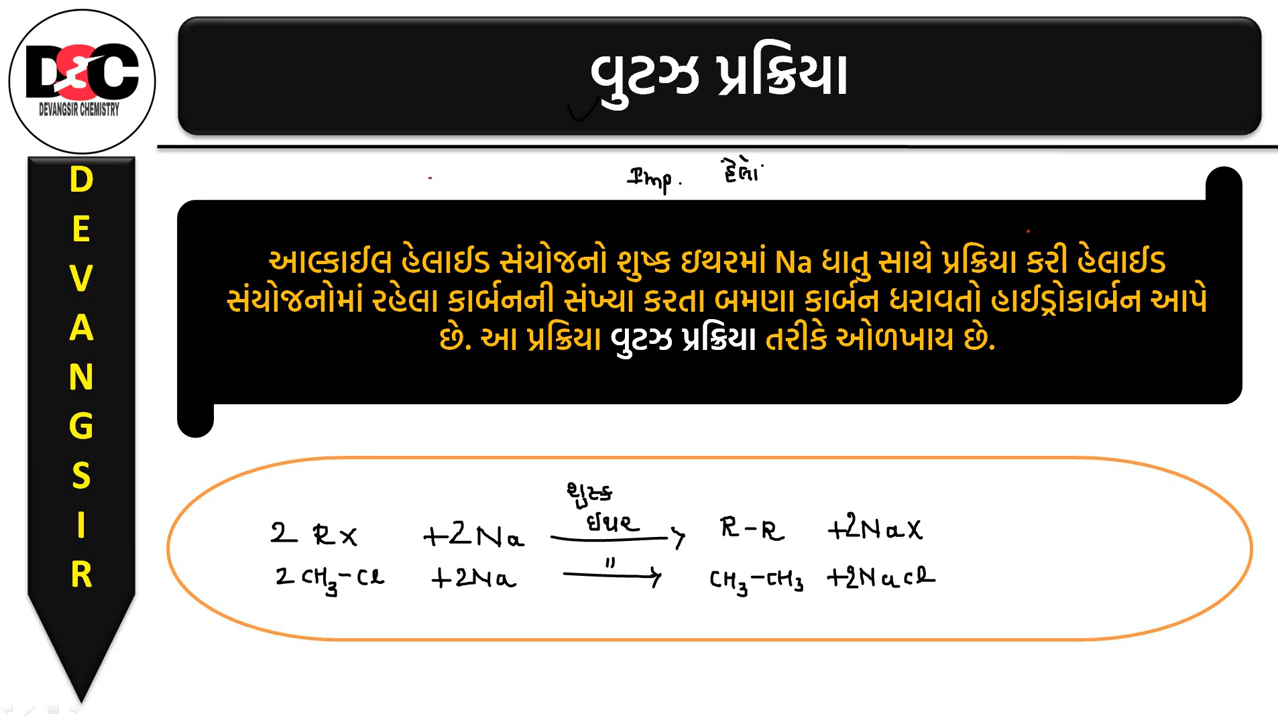 વુટઝ પ્રક્રિયા
D&C
DEVANGSIR CHEMISTRY
DEVANGSIR
Imp.
આલ્કાઈલ હેલાઈડ સંયોજનો શુષ્ક ઇથરમાં Na ધાતુ સાથે પ્રક્રિયા કરી હેલાઈડ
સંયોજનોમાં રહેલા કાર્બનની સંખ્યા કરતા બમણા કાર્બન ધરાવતો હાઈડ્રોકાર્બન આપે
છે. આ પ્રક્રિયા વુટઝ પ્રક્રિયા તરીકે ઓળખાય છે.
શુષ્ક
ઇથર
2 RX +2Na → R-R +2NaX
2 CH₃-Cl +2Na " → CH₃-CH₃ +2NaCl